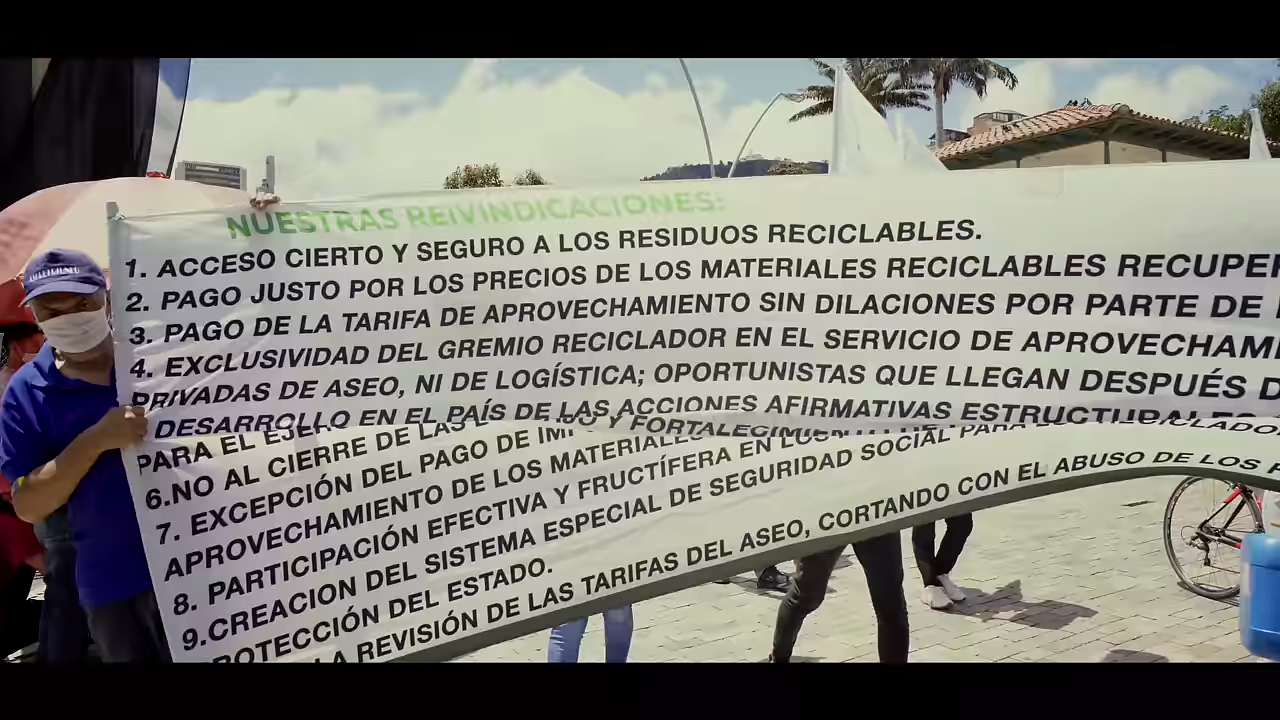 NUESTRAS REIVINDICACIONES:
1. ACCESO CIERTO Y SEGURO A LOS RESIDUOS RECICLABLES.
2. PAGO JUSTO POR LOS PRECIOS DE LOS MATERIALES RECICLABLES
3. PAGO DE LA TARIFA DE APROVECHAMIENTO SIN DILACIONES POR PARTE DE
4. EXCLUSIVIDAD DEL GREMIO RECICLADOR EN EL SERVICIO DE
PRIVADAS DE ASEO, NI DE LOGÍSTICA; OPORTUNISTAS QUE LLEGAN DESPUÉS
DESARROLLO EN EL PAÍS DE LAS ACCIONES AFIRMATIVAS ESTRUCTURALES
PARA EL Y FORTALECIMIENTO
6.NO AL CIERRE DE
7. EXCEPCIÓN DEL PAGO DE
APROVECHAMIENTO DE LOS MATERIALES
8. PARTICIPACIÓN EFECTIVA Y FRUCTÍFERA EN
9.CREACION DEL SISTEMA ESPECIAL DE SEGURIDAD SOCIAL PARA
PROTECCIÓN DEL ESTADO.
LA REVISIÓN DE LAS TARIFAS DEL ASEO, CORTANDO CON EL ABUSO DE LOS